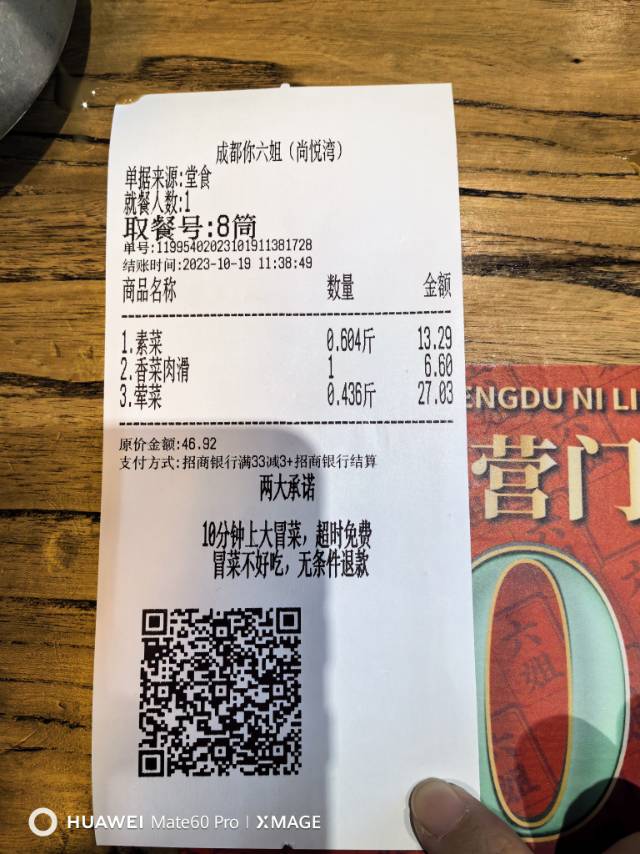 成都你六姐（尚悦湾）
单据来源:堂食
就餐人数:1
取餐号:8筒
单号:11995402023101911381728
结账时间:2023-10-19 11:38:49
商品名称 数量 金额
1.素菜 0.604斤 13.29
2.香菜肉滑 1 6.60
3.荤菜 0.436斤 27.03
原价金额:46.92
支付方式:招商银行满33减3+招商银行结算
两大承诺
10分钟上大冒菜，超时免费
冒菜不好吃，无条件退款
ENGDU NI LI
营门
0
六姐
HUAWEI Mate60 Pro | XMAGE